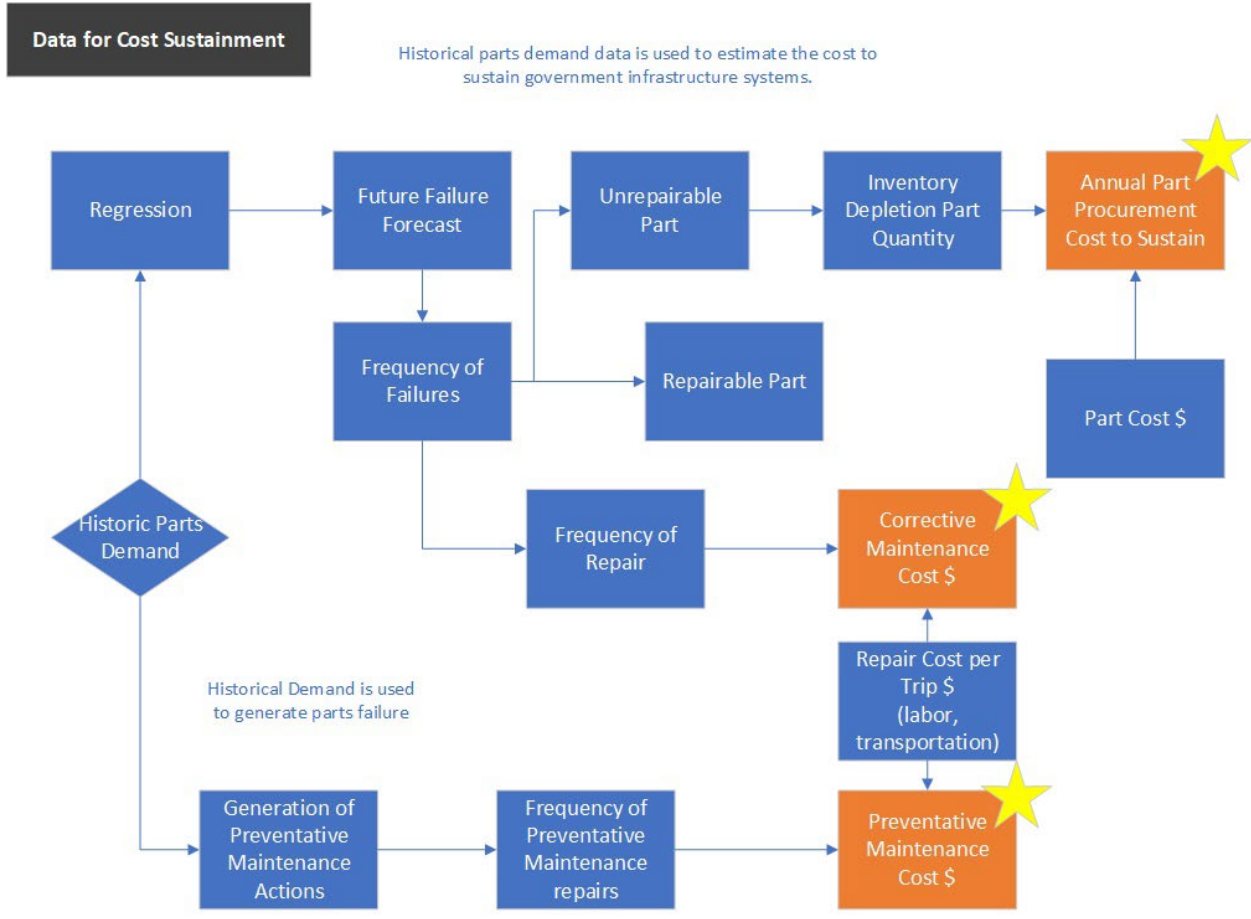 Data for Cost Sustainment
Historical parts demand data is used to estimate the cost to
sustain government infrastructure systems.
Regression
Future Failure
Forecast
Unrepairable
Part
Inventory
Depletion Part
Quantity
Annual Part
Procurement
Cost to Sustain
Frequency of
Failures
Repairable Part
Part Cost $
Historic Parts
Demand
Frequency of
Repair
Corrective
Maintenance
Cost $
Repair Cost per
Trip $
(labor,
transportation)
Historical Demand is used
to generate parts failure
Generation of
Preventative
Maintenance
Actions
Frequency of
Preventative
Maintenance
repairs
Preventative
Maintenance
Cost $